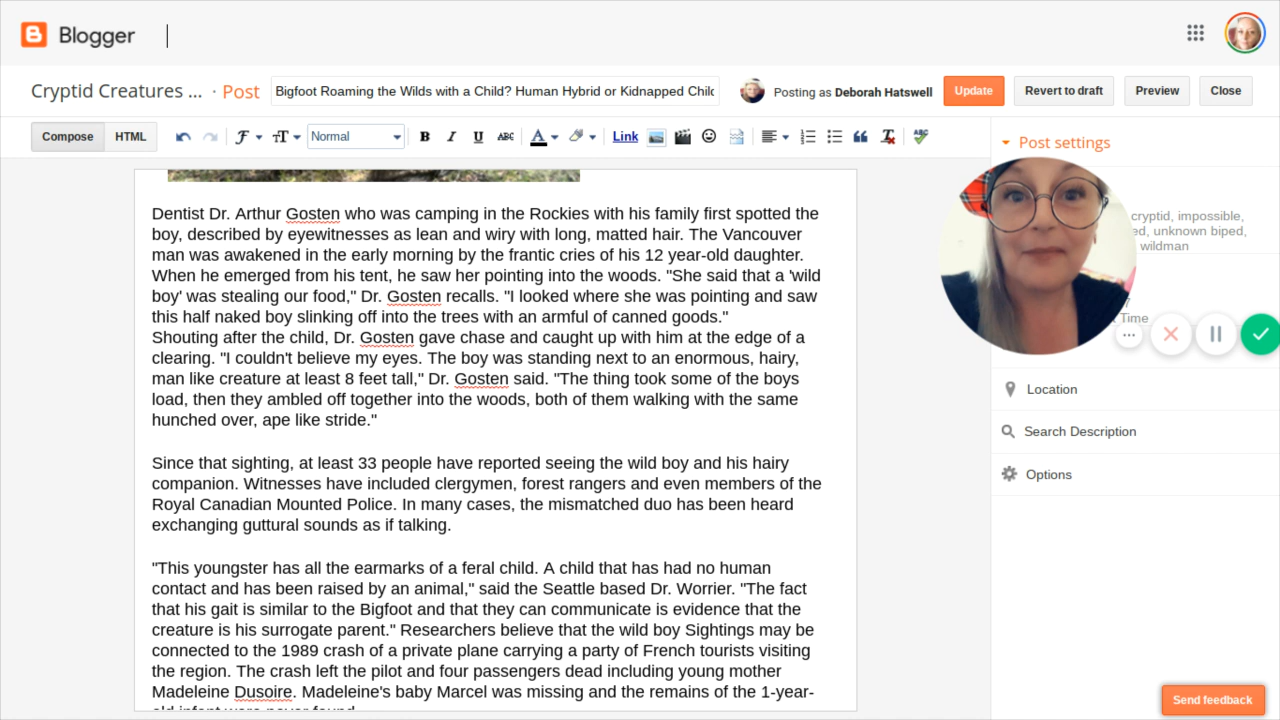 Blogger
Cryptid Creatures ... · Post
Bigfoot Roaming the Wilds with a Child? Human Hybrid or Kidnapped Child
Posting as Deborah Hatswell
Update
Revert to draft
Preview
Close
Compose
HTML
Normal
B I U ABC
A
Link
Post settings
cryptid, impossible,
unknown biped,
wildman
Time
Location
Search Description
Options
Dentist Dr. Arthur Gosten who was camping in the Rockies with his family first spotted the
boy, described by eyewitnesses as lean and wiry with long, matted hair. The Vancouver
man was awakened in the early morning by the frantic cries of his 12 year-old daughter.
When he emerged from his tent, he saw her pointing into the woods. "She said that a 'wild
boy' was stealing our food," Dr. Gosten recalls. "I looked where she was pointing and saw
this half naked boy slinking off into the trees with an armful of canned goods."
Shouting after the child, Dr. Gosten gave chase and caught up with him at the edge of a
clearing. "I couldn't believe my eyes. The boy was standing next to an enormous, hairy,
man like creature at least 8 feet tall," Dr. Gosten said. "The thing took some of the boys
load, then they ambled off together into the woods, both of them walking with the same
hunched over, ape like stride."
Since that sighting, at least 33 people have reported seeing the wild boy and his hairy
companion. Witnesses have included clergymen, forest rangers and even members of the
Royal Canadian Mounted Police. In many cases, the mismatched duo has been heard
exchanging guttural sounds as if talking.
"This youngster has all the earmarks of a feral child. A child that has had no human
contact and has been raised by an animal," said the Seattle based Dr. Worrier. "The fact
that his gait is similar to the Bigfoot and that they can communicate is evidence that the
creature is his surrogate parent." Researchers believe that the wild boy Sightings may be
connected to the 1989 crash of a private plane carrying a party of French tourists visiting
the region. The crash left the pilot and four passengers dead including young mother
Madeleine Dusoire. Madeleine's baby Marcel was missing and the remains of the 1-year-
old infant were never found.
Send feedback